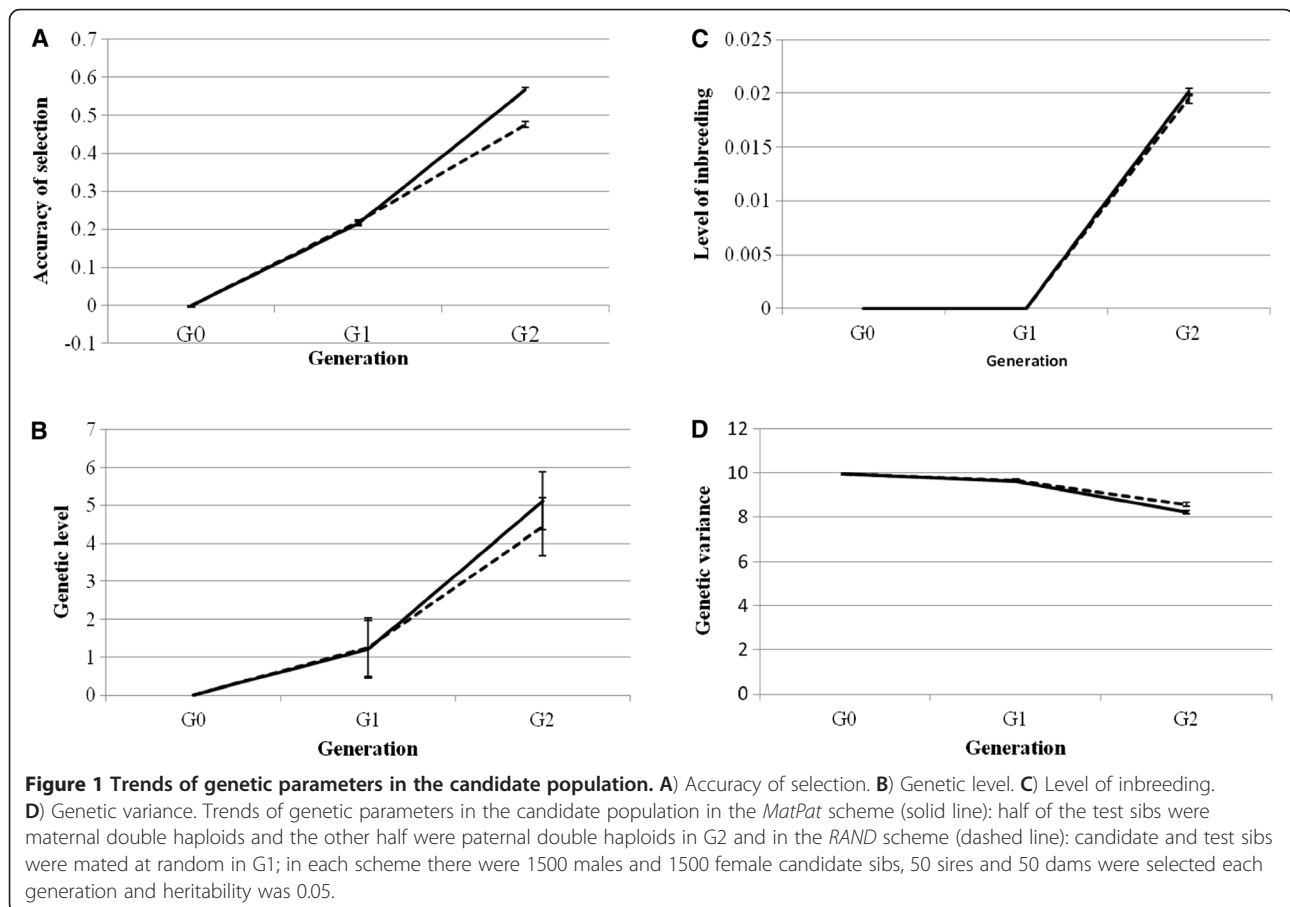 A
0.7
0.6
0.5
0.4
0.3
0.2
0.1
0
-0.1
Accuracy of selection
G0 G1 G2
Generation
C
0.025
0.02
0.015
0.01
0.005
0
Level of inbreeding
G0 G1 G2
Generation
B
7
6
5
4
3
2
1
0
Genetic level
G0 G1 G2
Generation
D
12
10
8
6
4
2
0
Genetic variance
G0 G1 G2
Generation
Figure 1 Trends of genetic parameters in the candidate population. A) Accuracy of selection. B) Genetic level. C) Level of inbreeding.
D) Genetic variance. Trends of genetic parameters in the candidate population in the MatPat scheme (solid line): half of the test sibs were
maternal double haploids and the other half were paternal double haploids in G2 and in the RAND scheme (dashed line): candidate and test sibs
were mated at random in G1; in each scheme there were 1500 males and 1500 female candidate sibs, 50 sires and 50 dams were selected each
generation and heritability was 0.05.